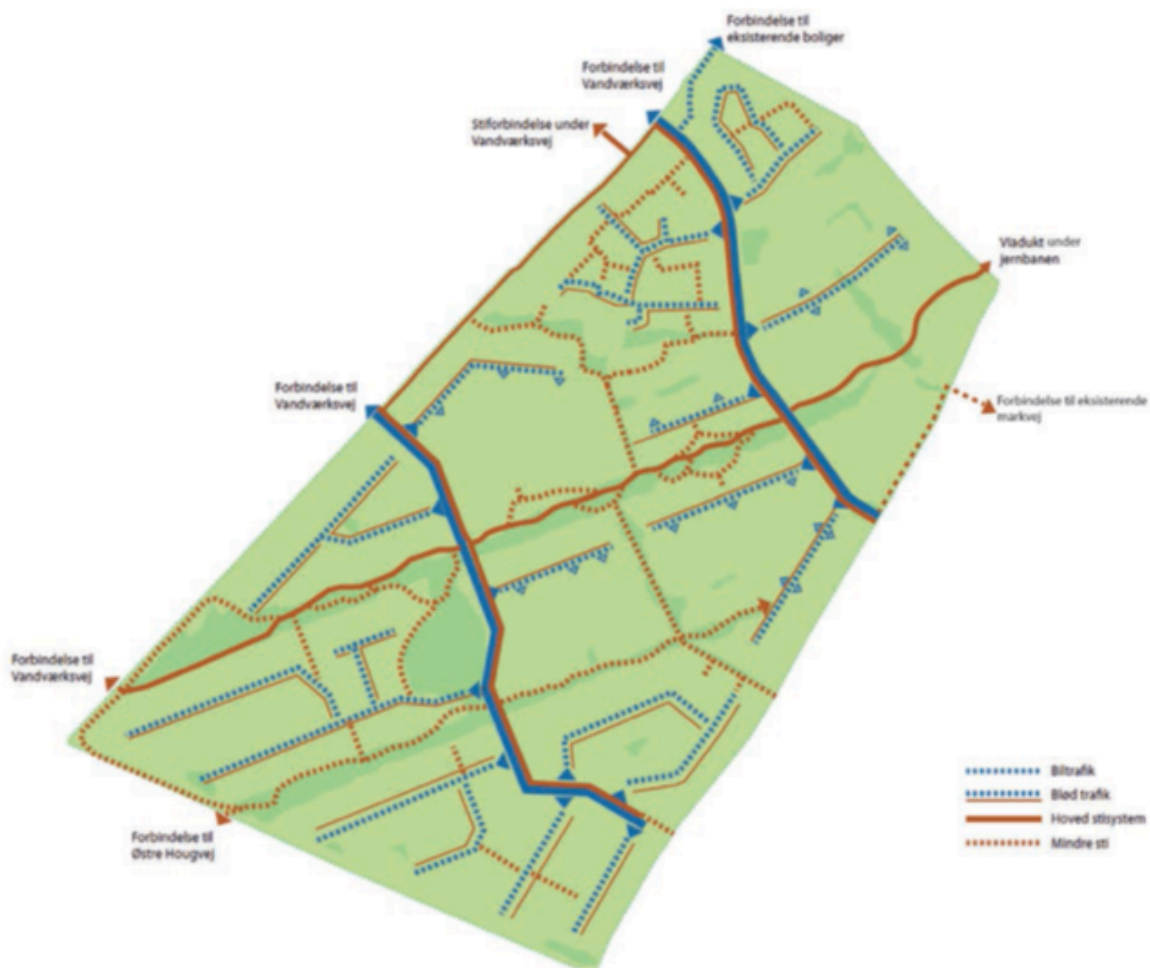 Forbindelse til
eksisterende boliger
Forbindelse til
Vandværksvej
Stiforbindelse under
Vandværksvej
Viadukt under
jernbanen
Forbindelse til
Vandværksvej
Forbindelse til eksisterende
markvej
Forbindelse til
Vandværksvej
Forbindelse til
Østre Hougvej
Biltrafik
Blød trafik
Hoved stisystem
Mindre sti